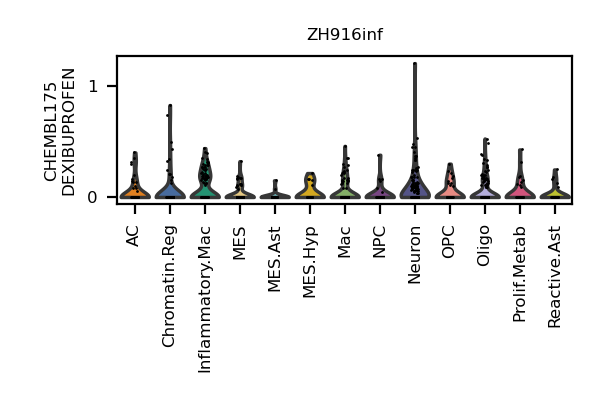 ZH916inf
CHEMBL175
DEXIBUPROFEN
1
0
AC
Chromatin.Reg
Inflammatory.Mac
MES
MES.Ast
MES.Hyp
Mac
NPC
Neuron
OPC
Oligo
Prolif.Metab
Reactive.Ast